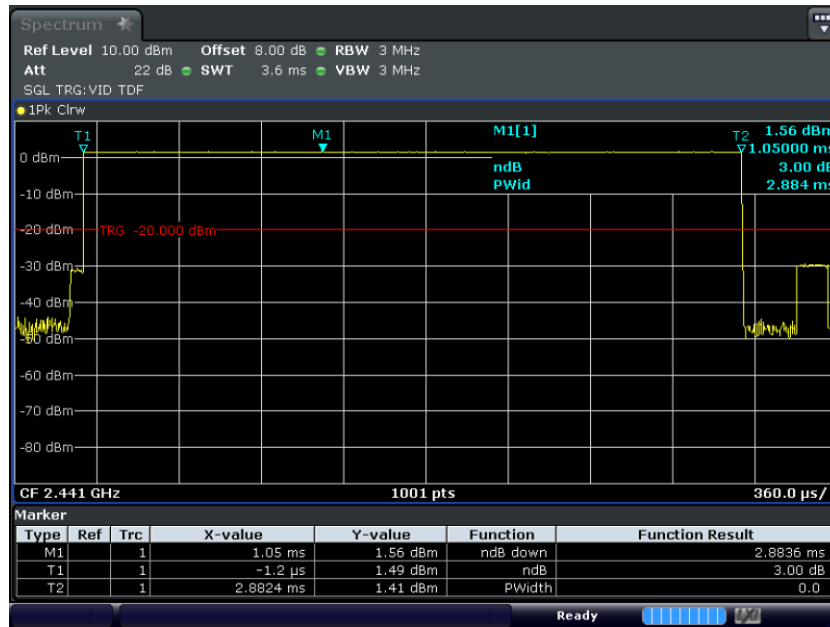 Spectrum
Ref Level 10.00 dBm Offset 8.00 dB RBW 3 MHz
Att 22 dB SWT 3.6 ms VBW 3 MHz
SGL TRG:VID TDF
1Pk Clrw
T1 M1 M1[1] T2 1.56 dBm
1.05000 ms
0 dBm
ndB 3.00 dB
PWid 2.884 ms
-10 dBm
-20 dBm TRG -20.000 dBm
-30 dBm
-40 dBm
-50 dBm
-60 dBm
-70 dBm
-80 dBm
CF 2.441 GHz 1001 pts 360.0 µs/
Marker
Type Ref Trc X-value Y-value Function Function Result
M1 1 1.05 ms 1.56 dBm ndB down 2.8836 ms
T1 1 -1.2 µs 1.49 dBm ndB 3.00 dB
T2 1 2.8824 ms 1.41 dBm PWidth 0.0
Ready